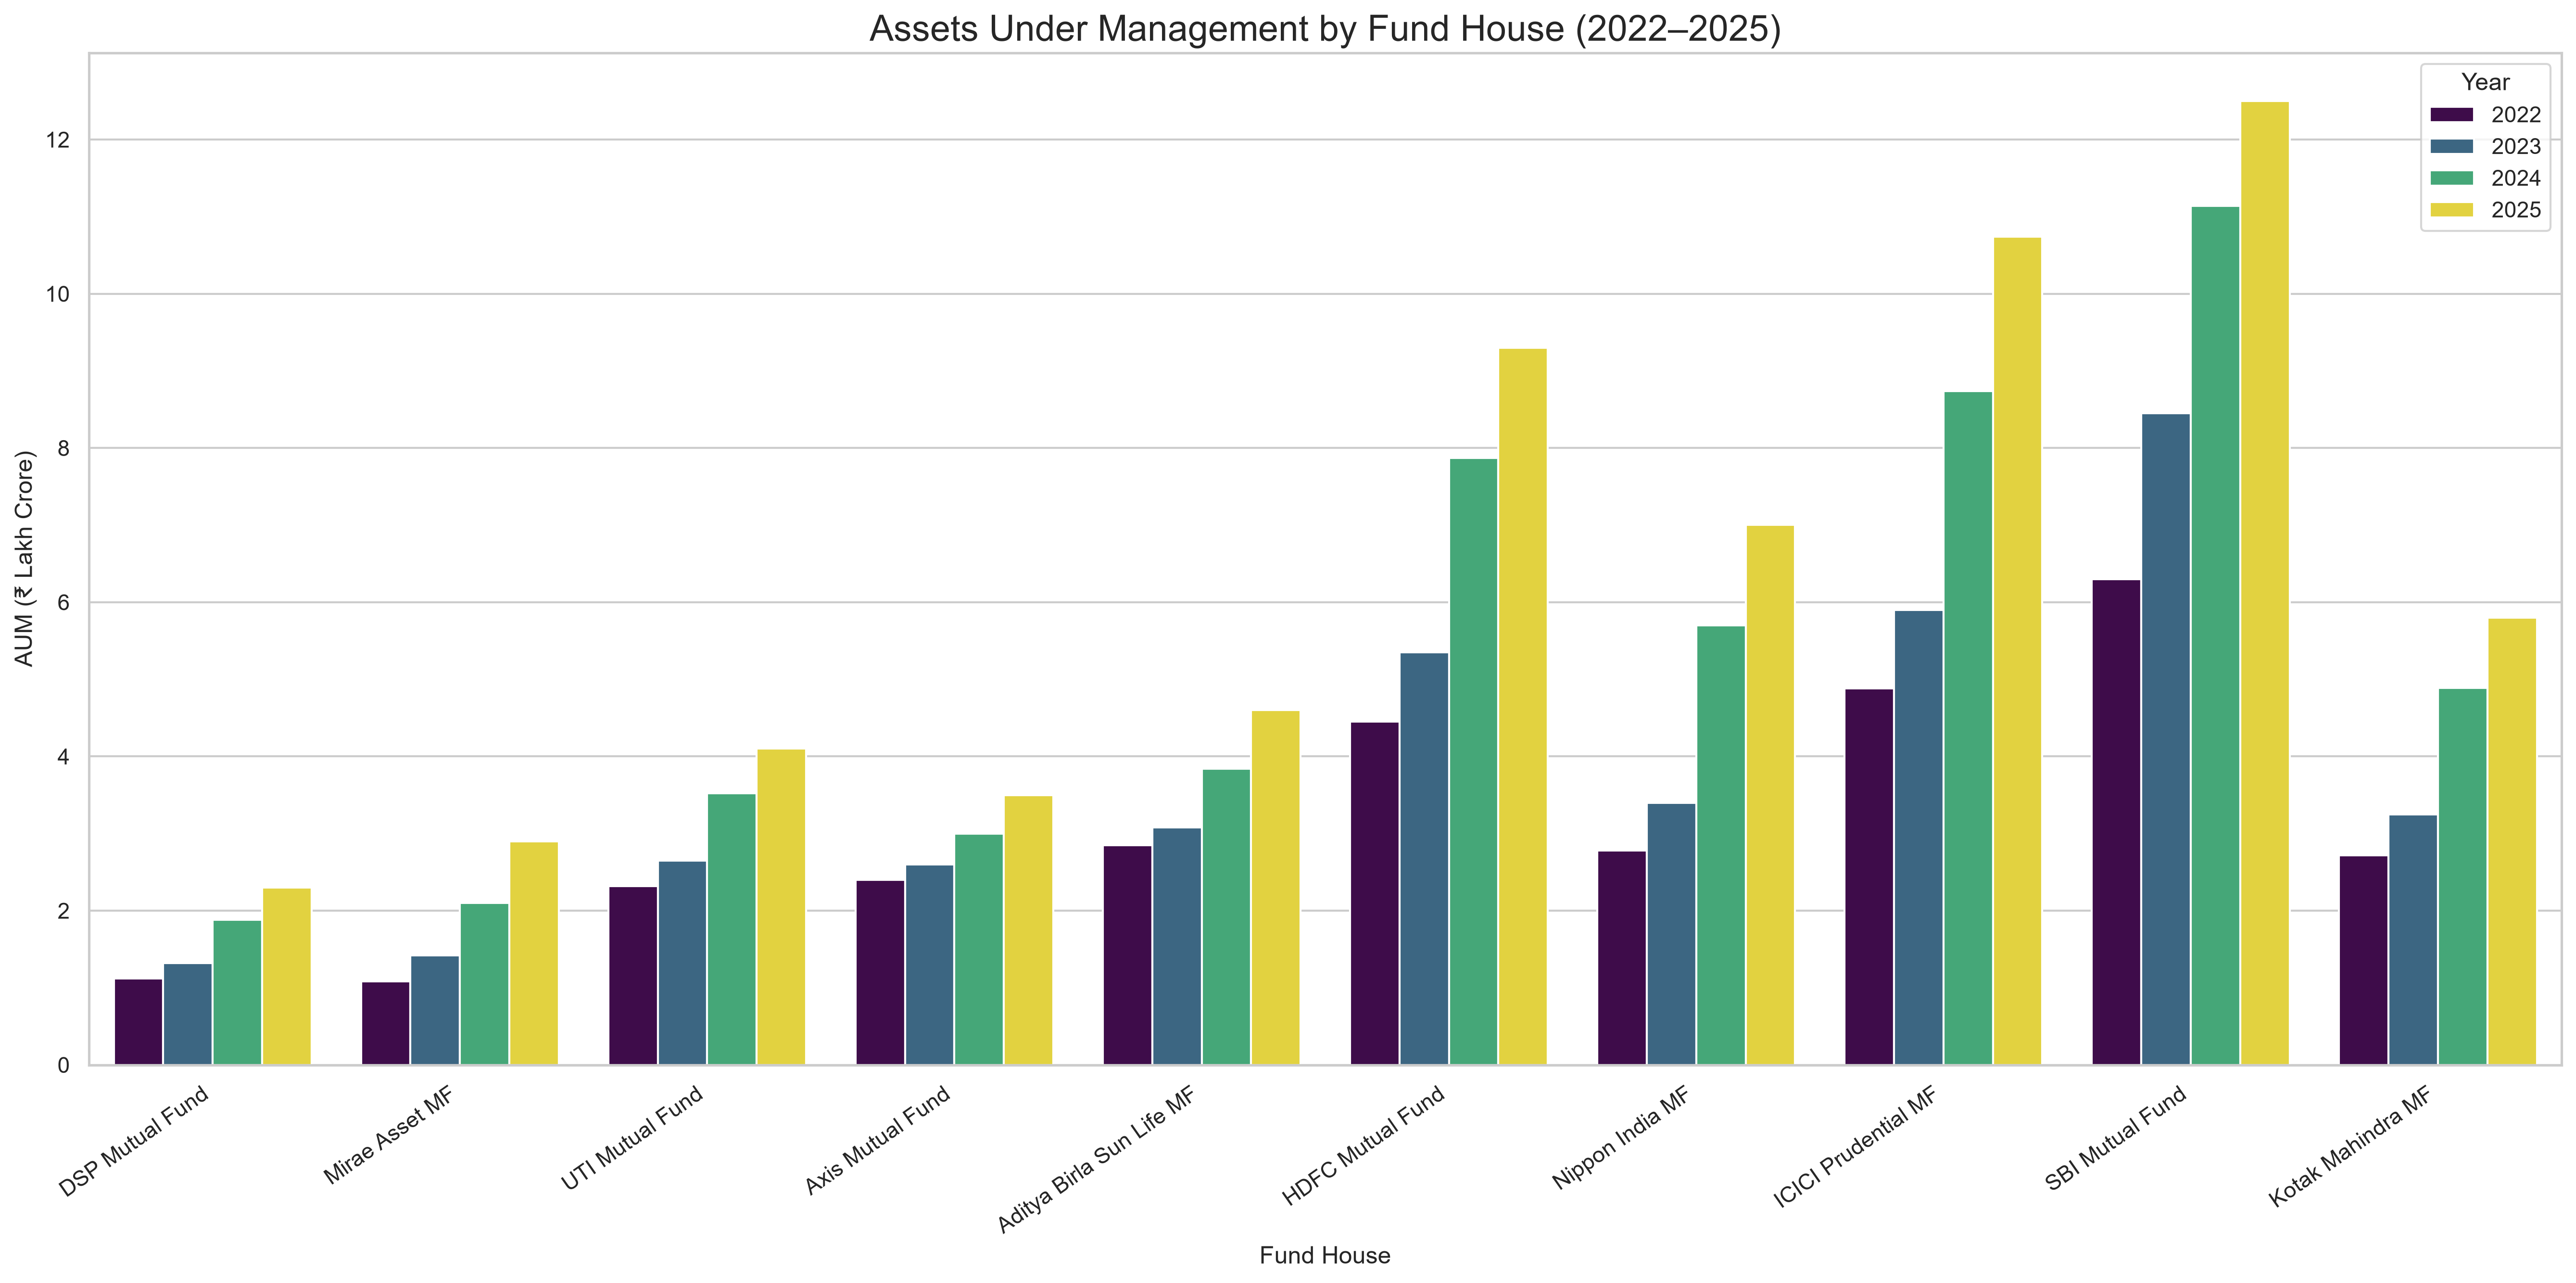 Assets Under Management by Fund House (2022–2025)
Year
2022
2023
2024
2025
AUM (₹ Lakh Crore)
12
10
8
6
4
2
0
DSP Mutual Fund
Mirae Asset MF
UTI Mutual Fund
Axis Mutual Fund
Aditya Birla Sun Life MF
HDFC Mutual Fund
Nippon India MF
ICICI Prudential MF
SBI Mutual Fund
Kotak Mahindra MF
Fund House